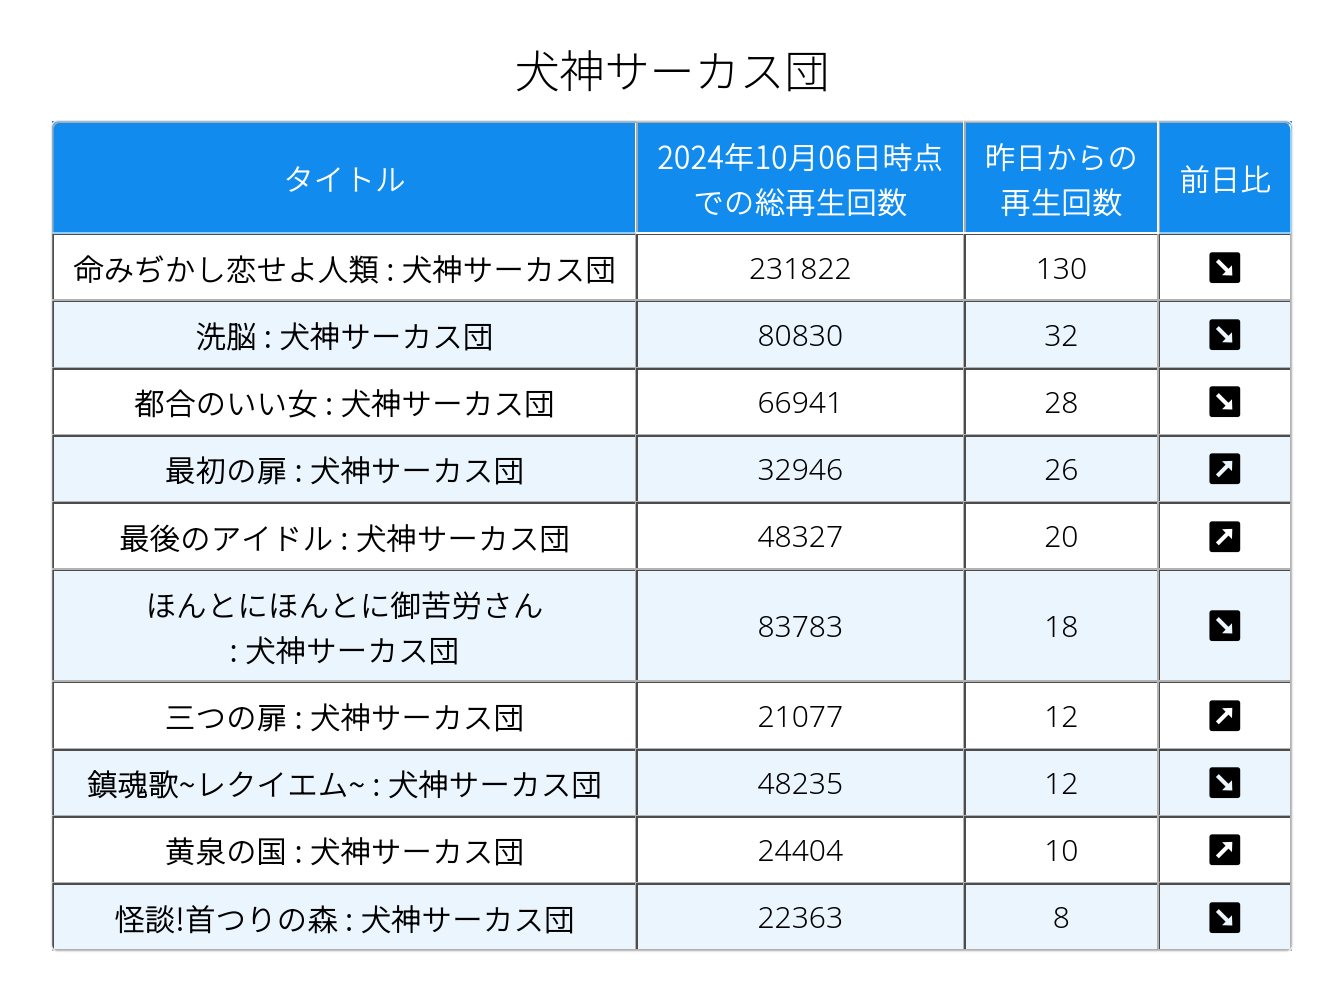 犬神サーカス団
タイトル
2024年10月06日時点
での総再生回数
昨日からの
再生回数
前日比
命みぢかし恋せよ人類 : 犬神サーカス団
231822
130
洗脳 : 犬神サーカス団
80830
32
都合のいい女 : 犬神サーカス団
66941
28
最初の扉 : 犬神サーカス団
32946
26
最後のアイドル : 犬神サーカス団
48327
20
ほんとにほんとに御苦労さん
: 犬神サーカス団
83783
18
三つの扉 : 犬神サーカス団
21077
12
鎮魂歌~レクイエム~ : 犬神サーカス団
48235
12
黄泉の国 : 犬神サーカス団
24404
10
怪談!首つりの森 : 犬神サーカス団
22363
8